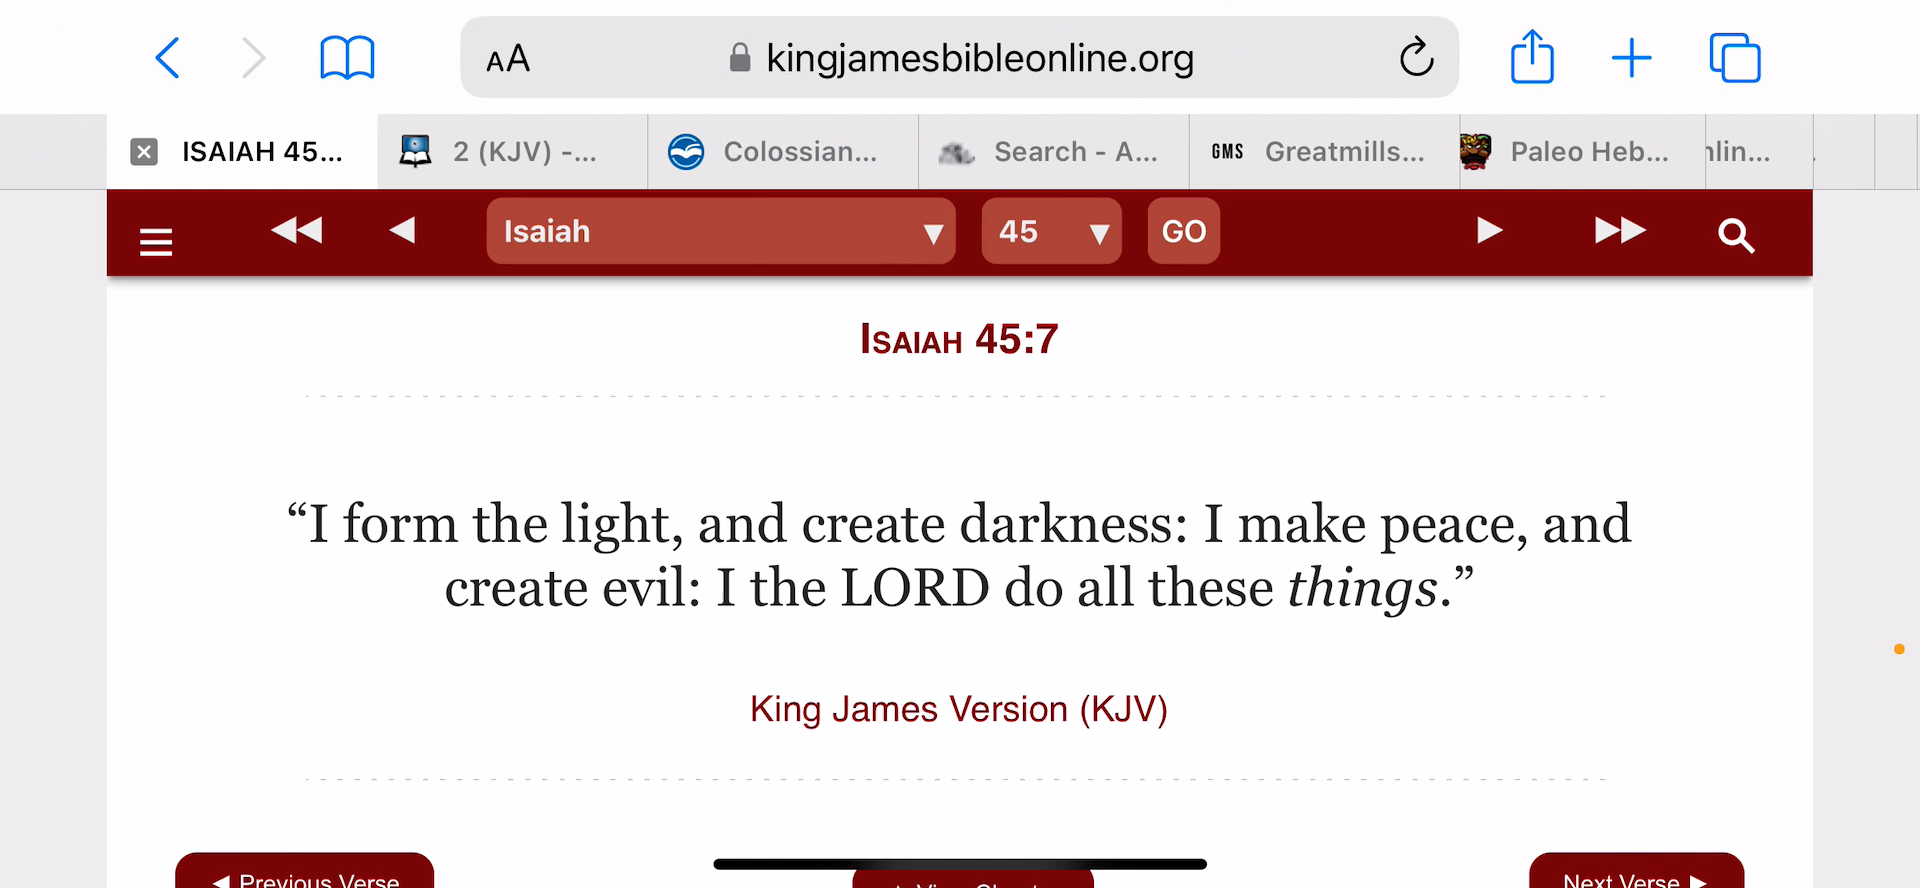 AA kingjamesbibleonline.org
ISAIAH 45... 2 (KJV) -... Colossian... Search - A... GMS Greatmills... Paleo Heb... nlin...
Isaiah 45 GO
ISAIAH 45:7
“I form the light, and create darkness: I make peace, and
create evil: I the LORD do all these things.”
King James Version (KJV)
Previous Verse Next Verse